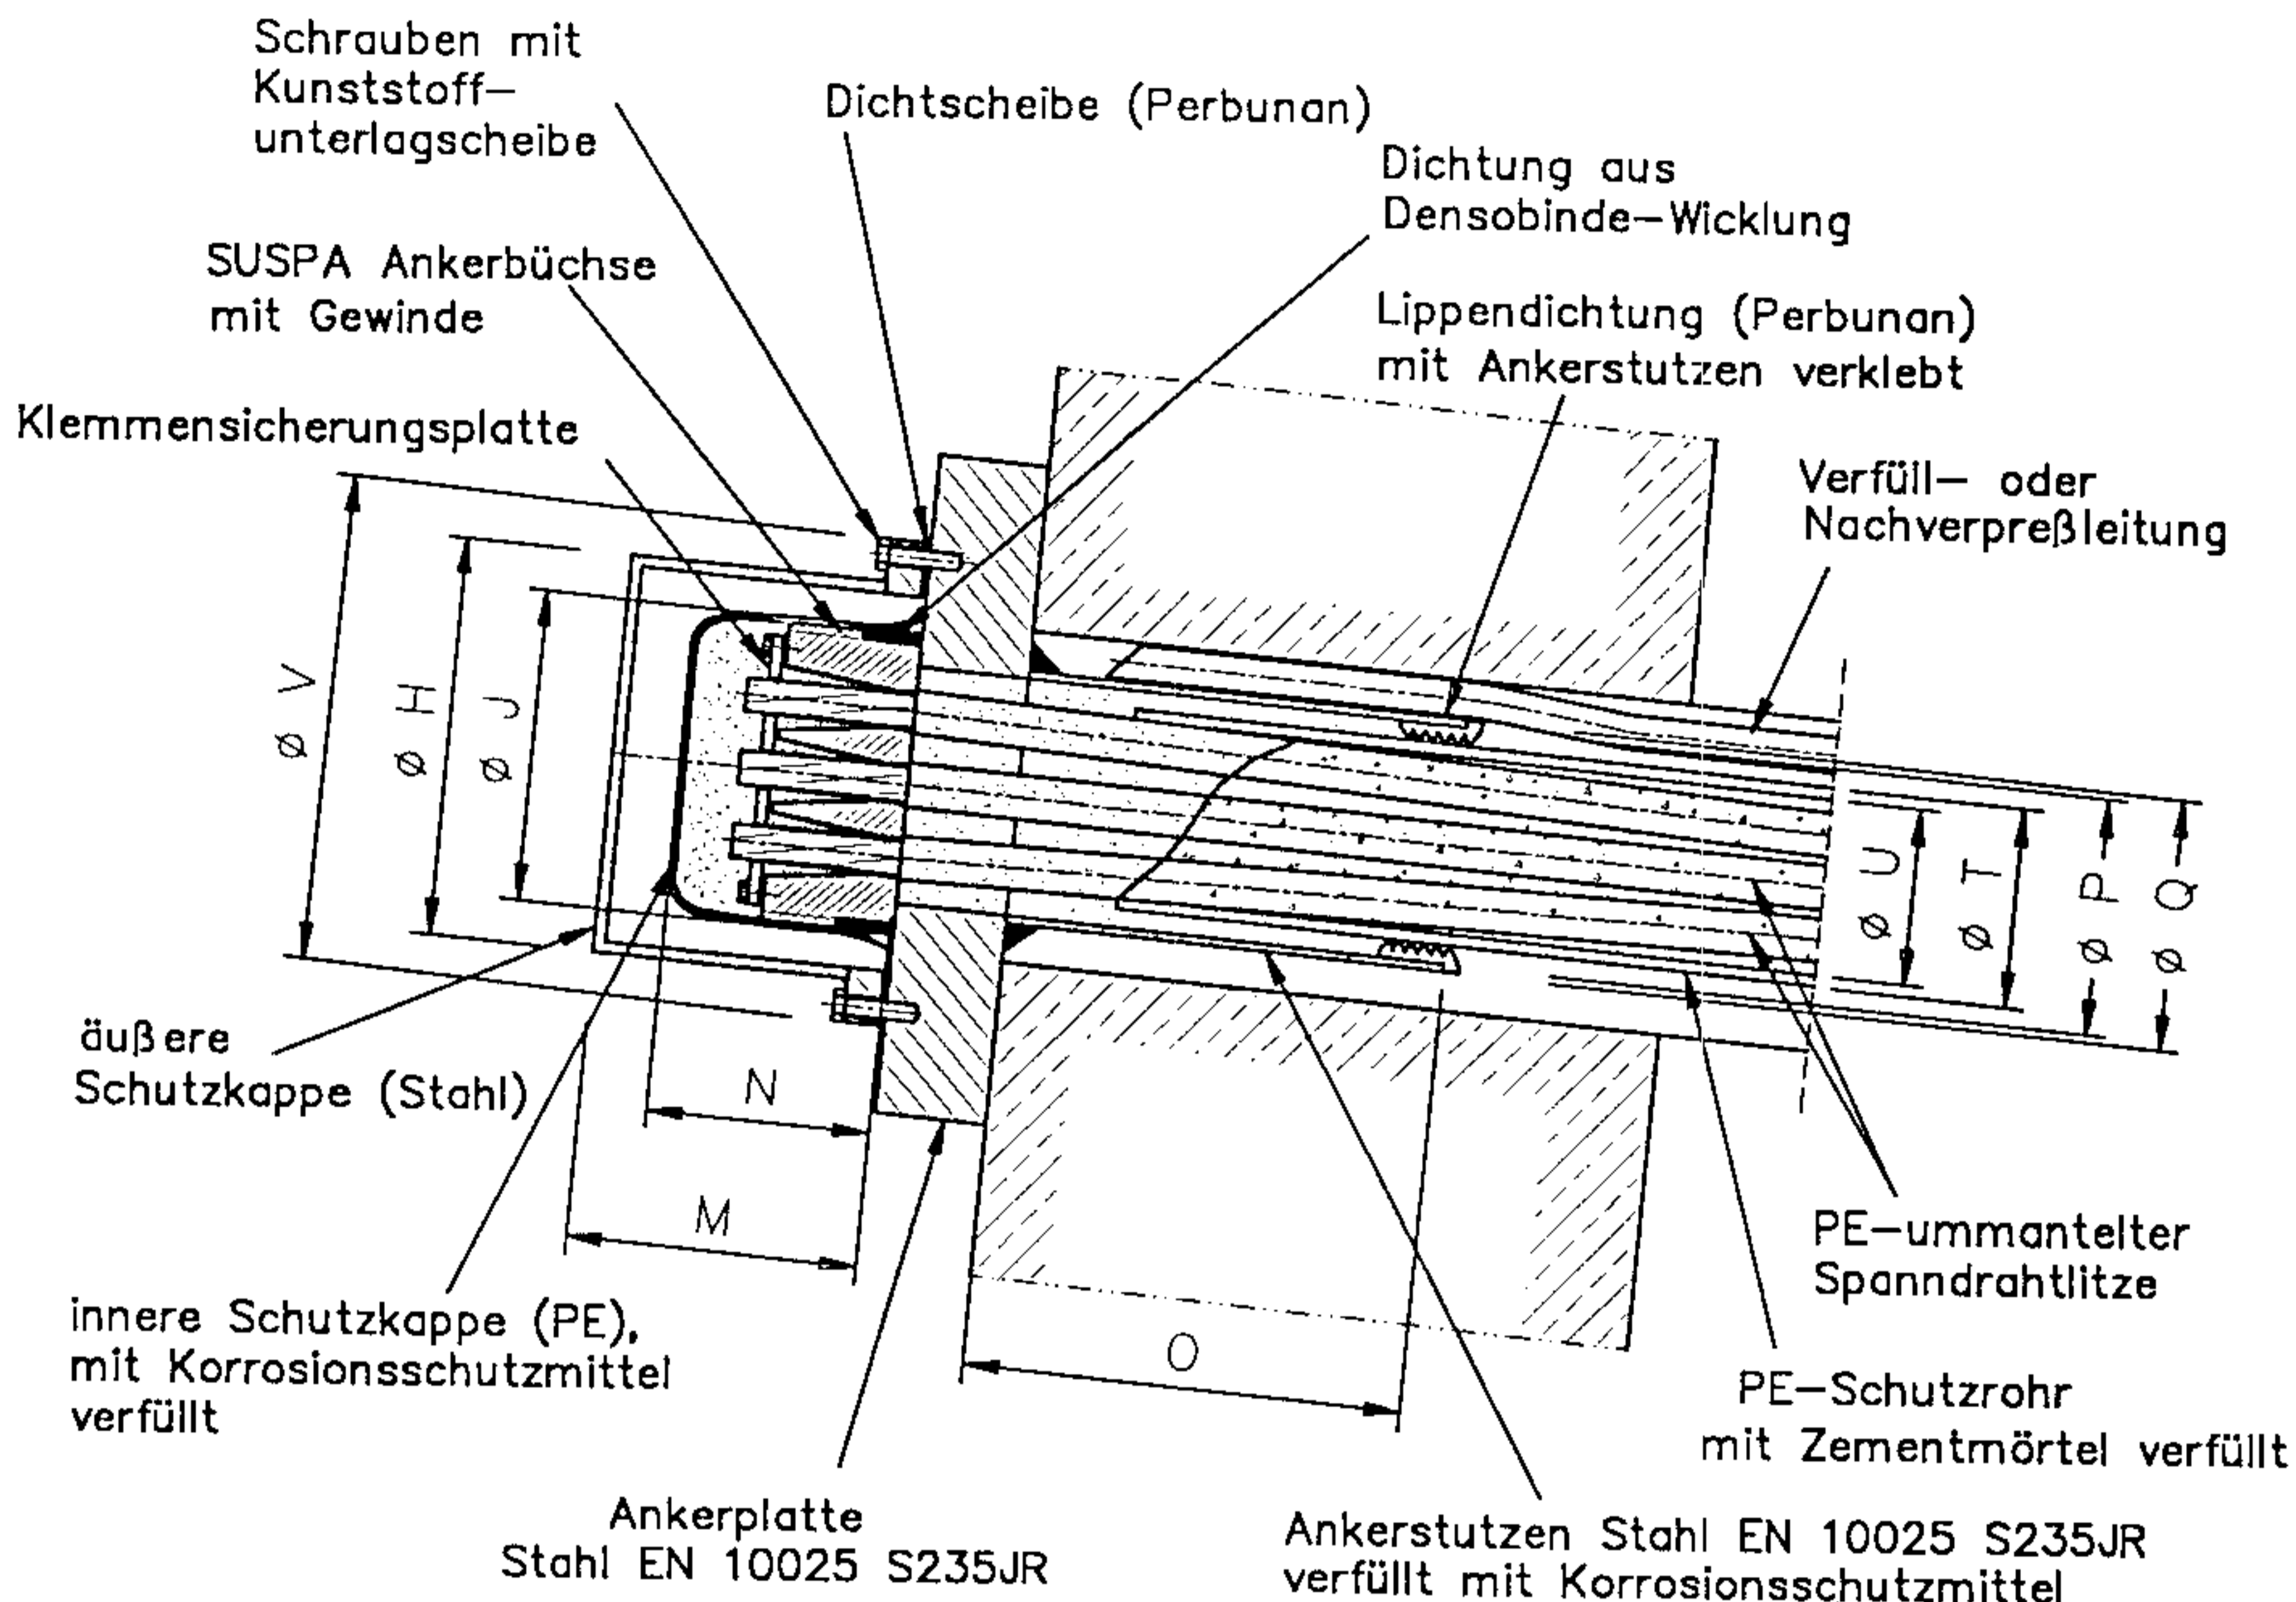 Schrauben mit
Kunststoff—
unterlagscheibe
Dichtscheibe (Perbunan)
Dichtung aus
Densobinde—Wicklung
SUSPA Ankerbüchse
mit Gewinde
Lippendichtung (Perbunan)
mit Ankerstutzen verklebt
Klemmensicherungsplatte
Verfüll— oder
Nachverpreßleitung
Ø V
Ø H
Ø J
Ø U
Ø T
Ø P
Ø Q
äußere
Schutzkappe (Stahl)
N
M
O
PE—ummantelter
Spanndrahtlitze
innere Schutzkappe (PE),
mit Korrosionsschutzmittel
verfüllt
PE—Schutzrohr
mit Zementmörtel verfüllt
Ankerplatte
Stahl EN 10025 S235JR
Ankerstutzen Stahl EN 10025 S235JR
verfüllt mit Korrosionsschutzmittel